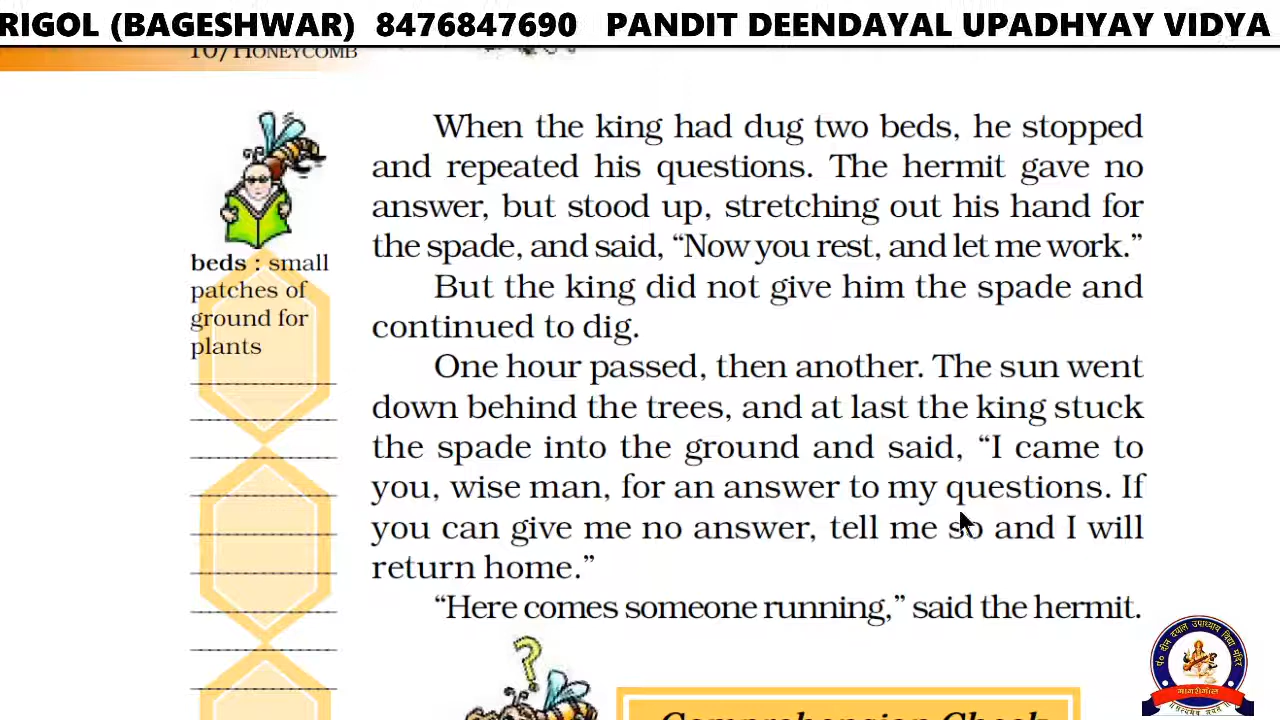 RIGOL (BAGESHWAR) 8476847690 PANDIT DEENDAYAL UPADHYAY VIDYA
10/HONEYCOMB
When the king had dug two beds, he stopped
and repeated his questions. The hermit gave no
answer, but stood up, stretching out his hand for
the spade, and said, “Now you rest, and let me work.”
But the king did not give him the spade and
continued to dig.
One hour passed, then another. The sun went
down behind the trees, and at last the king stuck
the spade into the ground and said, “I came to
you, wise man, for an answer to my questions. If
you can give me no answer, tell me so and I will
return home.”
“Here comes someone running,” said the hermit.
beds : small
patches of
ground for
plants
?
Comprehension Check
पं० दीन दयाल उपाध्याय विद्या मंदिर